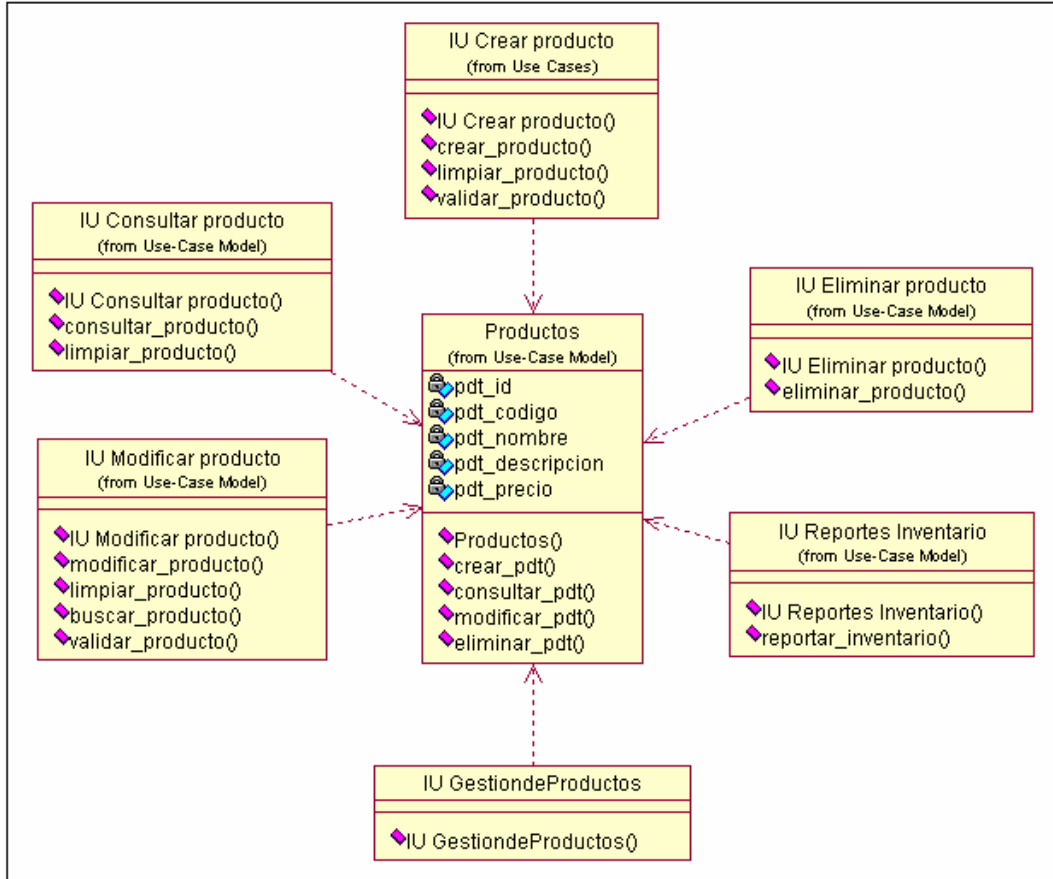 IU Crear producto
(from Use Cases)
IU Crear producto()
crear_producto()
limpiar_producto()
validar_producto()
IU Consultar producto
(from Use-Case Model)
IU Consultar producto()
consultar_producto()
limpiar_producto()
IU Eliminar producto
(from Use-Case Model)
IU Eliminar producto()
eliminar_producto()
Productos
(from Use-Case Model)
pdt_id
pdt_codigo
pdt_nombre
pdt_descripcion
pdt_precio
Productos()
crear_pdt()
consultar_pdt()
modificar_pdt()
eliminar_pdt()
IU Modificar producto
(from Use-Case Model)
IU Modificar producto()
modificar_producto()
limpiar_producto()
buscar_producto()
validar_producto()
IU Reportes Inventario
(from Use-Case Model)
IU Reportes Inventario()
reportar_inventario()
IU GestiondeProductos
IU GestiondeProductos()